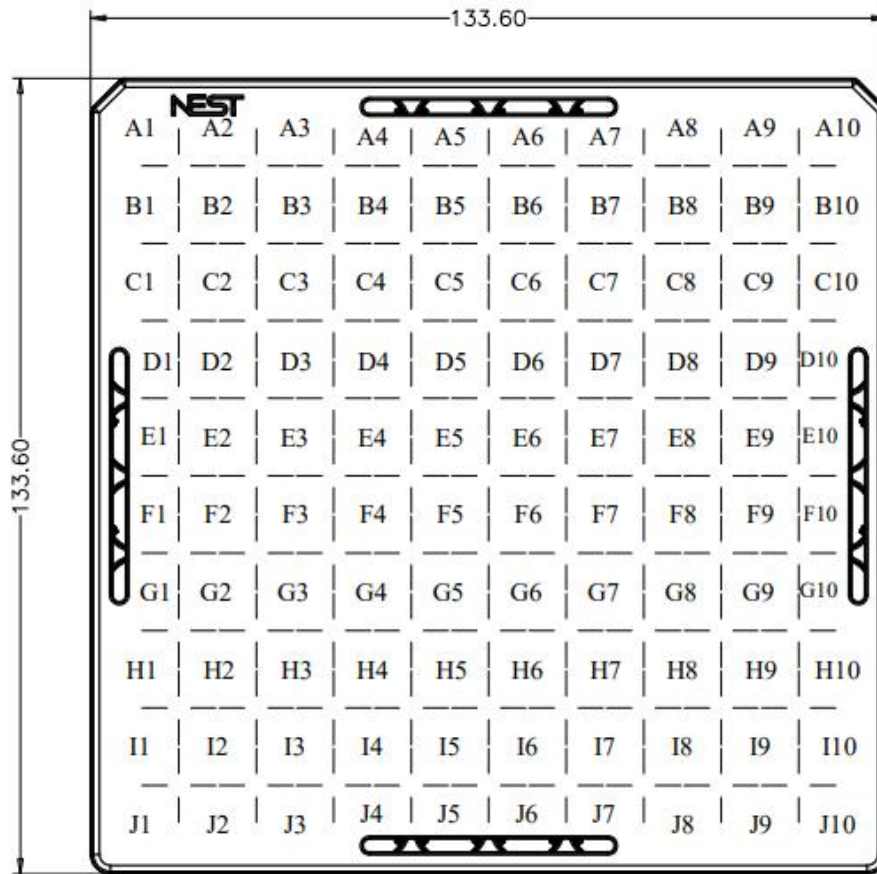 133.60
NEST
A1 A2 A3 A4 A5 A6 A7 A8 A9 A10
B1 B2 B3 B4 B5 B6 B7 B8 B9 B10
C1 C2 C3 C4 C5 C6 C7 C8 C9 C10
D1 D2 D3 D4 D5 D6 D7 D8 D9 D10
E1 E2 E3 E4 E5 E6 E7 E8 E9 E10
133.60
F1 F2 F3 F4 F5 F6 F7 F8 F9 F10
G1 G2 G3 G4 G5 G6 G7 G8 G9 G10
H1 H2 H3 H4 H5 H6 H7 H8 H9 H10
I1 I2 I3 I4 I5 I6 I7 I8 I9 I10
J1 J2 J3 J4 J5 J6 J7 J8 J9 J10